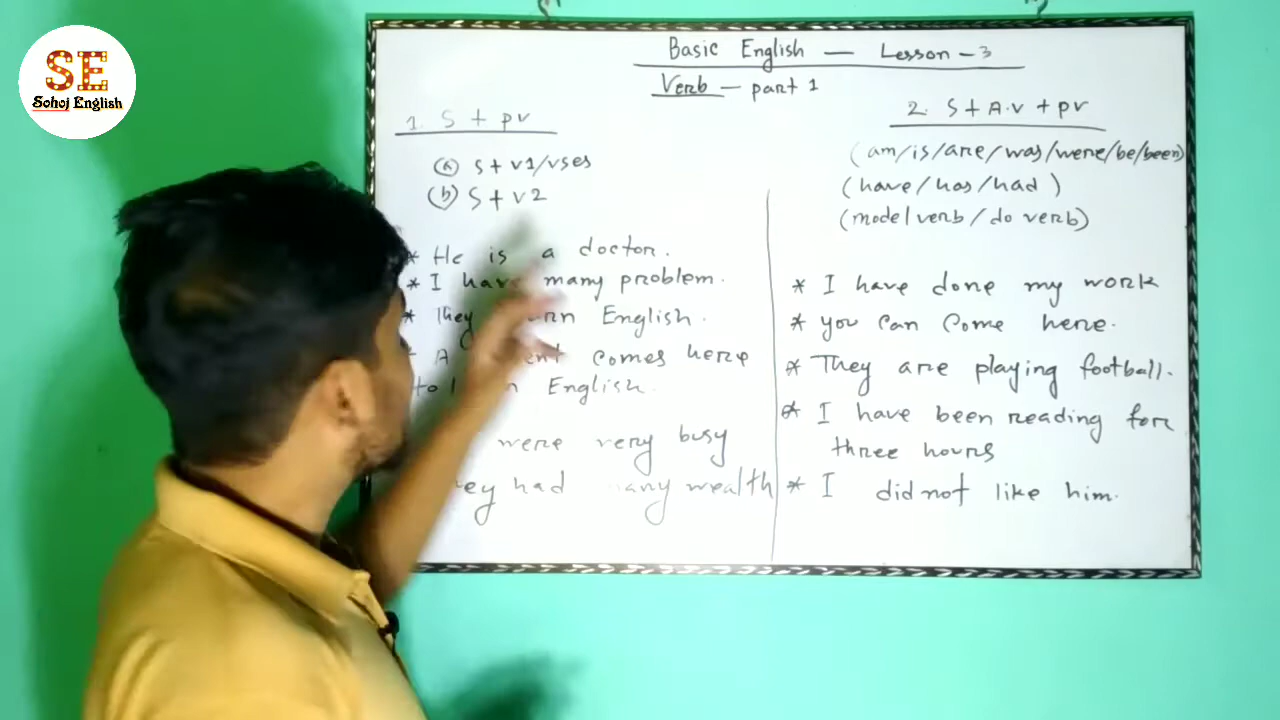 SE
Sohoj English
Basic English — Lesson - 3
Verb — part 1
1. S + pv
(a) S + v1/vses
(b) S + v2
* He is a doctor.
* I have many problem.
* They English.
A comes here
to English.
were very busy
had many wealth
2. S + A.v + pv
(am/is/are/was/were/be/been)
(have/has/had)
(model verb/do verb)
* I have done my work
* you can come here.
* They are playing football.
* I have been reading for
three hours
* I did not like him.